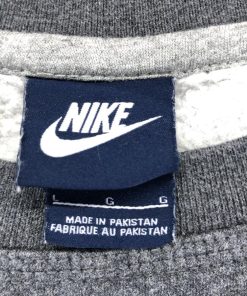 NIKE
L G G
MADE IN PAKISTAN
FABRIQUE AU PAKISTAN